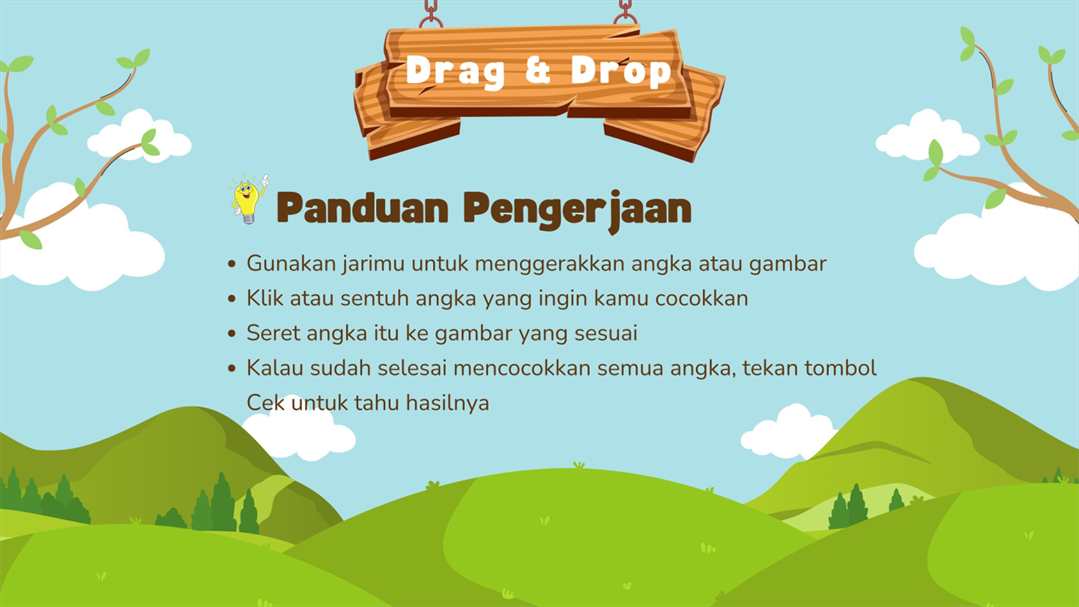 Drag & Drop
Panduan Pengerjaan
• Gunakan jarimu untuk menggerakkan angka atau gambar
• Klik atau sentuh angka yang ingin kamu cocokkan
• Seret angka itu ke gambar yang sesuai
• Kalau sudah selesai mencocokkan semua angka, tekan tombol
Cek untuk tahu hasilnya